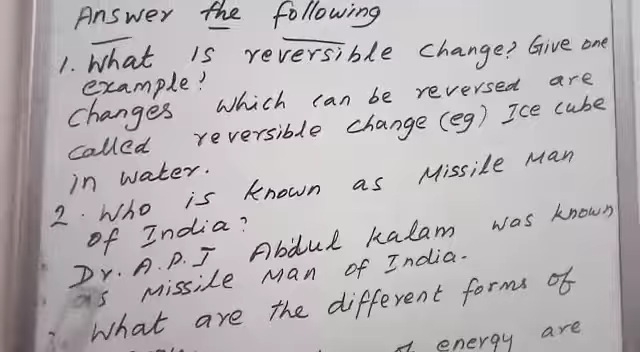 Answer the following
1. What is reversible change? Give one
example?
Changes which can be reversed are
called reversible change (eg) Ice cube
in water.
2. Who is known as Missile Man
of India?
Dr. A.P.J Abdul Kalam was known
as Missile Man of India.
What are the different forms of
of energy are